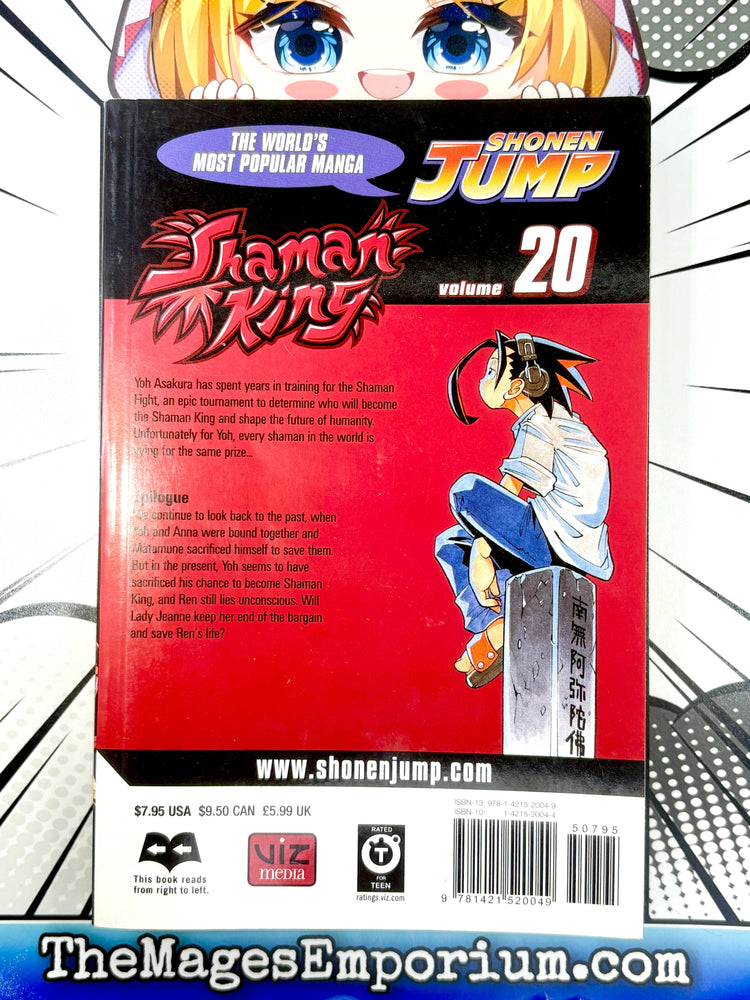 THE WORLD'S
MOST POPULAR MANGA
SHONEN
JUMP
Shaman
King
volume 20
Yoh Asakura has spent years in training for the Shaman
Fight, an epic tournament to determine who will become
the Shaman King and shape the future of humanity.
Unfortunately for Yoh, every shaman in the world is
vying for the same prize...
Epilogue
We continue to look back to the past, when
Yoh and Anna were bound together and
Matamune sacrificed himself to save them.
But in the present, Yoh seems to have
sacrificed his chance to become Shaman
King, and Ren still lies unconscious. Will
Lady Jeanne keep her end of the bargain
and save Ren's life?
南無阿弥陀佛
www.shonenjump.com
$7.95 USA $9.50 CAN £5.99 UK
This book reads
from right to left.
VIZ
MEDIA
RATED
T
FOR
TEEN
ratings.viz.com
ISBN-13: 978-1-4215-2004-9
ISBN-10: 1-4215-2004-4
50795
9 781421 520049
TheMagesEmporium.com